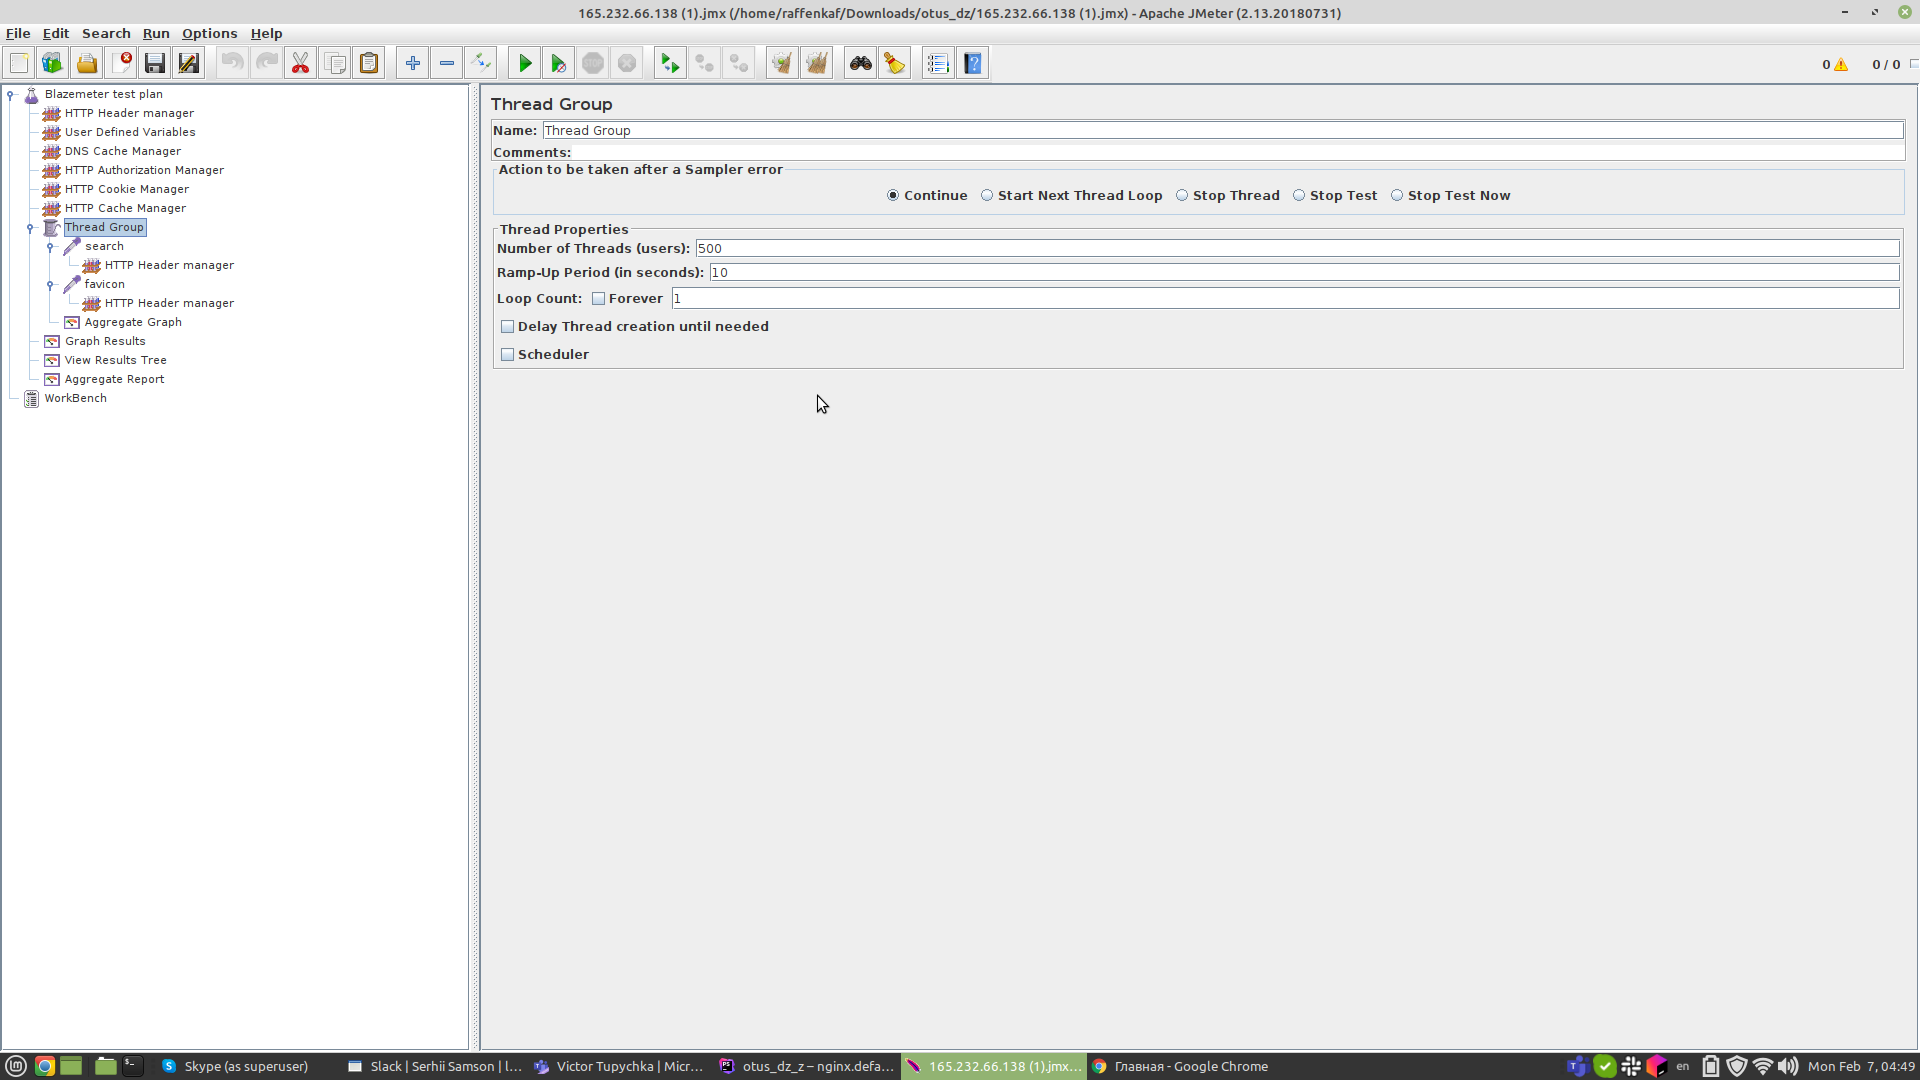 165.232.66.138 (1).jmx (/home/raffenkaf/Downloads/otus_dz/165.232.66.138 (1).jmx) - Apache JMeter (2.13.20180731)
File Edit Search Run Options Help
0 0 / 0
Blazemeter test plan
HTTP Header manager
User Defined Variables
DNS Cache Manager
HTTP Authorization Manager
HTTP Cookie Manager
HTTP Cache Manager
Thread Group
search
HTTP Header manager
favicon
HTTP Header manager
Aggregate Graph
Graph Results
View Results Tree
Aggregate Report
WorkBench
Thread Group
Name: Thread Group
Comments:
Action to be taken after a Sampler error
Continue Start Next Thread Loop Stop Thread Stop Test Stop Test Now
Thread Properties
Number of Threads (users): 500
Ramp-Up Period (in seconds): 10
Loop Count: Forever 1
Delay Thread creation until needed
Scheduler
Skype (as superuser) Slack | Serhii Samson | l... Victor Tupychka | Micr... otus_dz_z – nginx.defa... 165.232.66.138 (1).jmx... Главная - Google Chrome en Mon Feb 7, 04:49